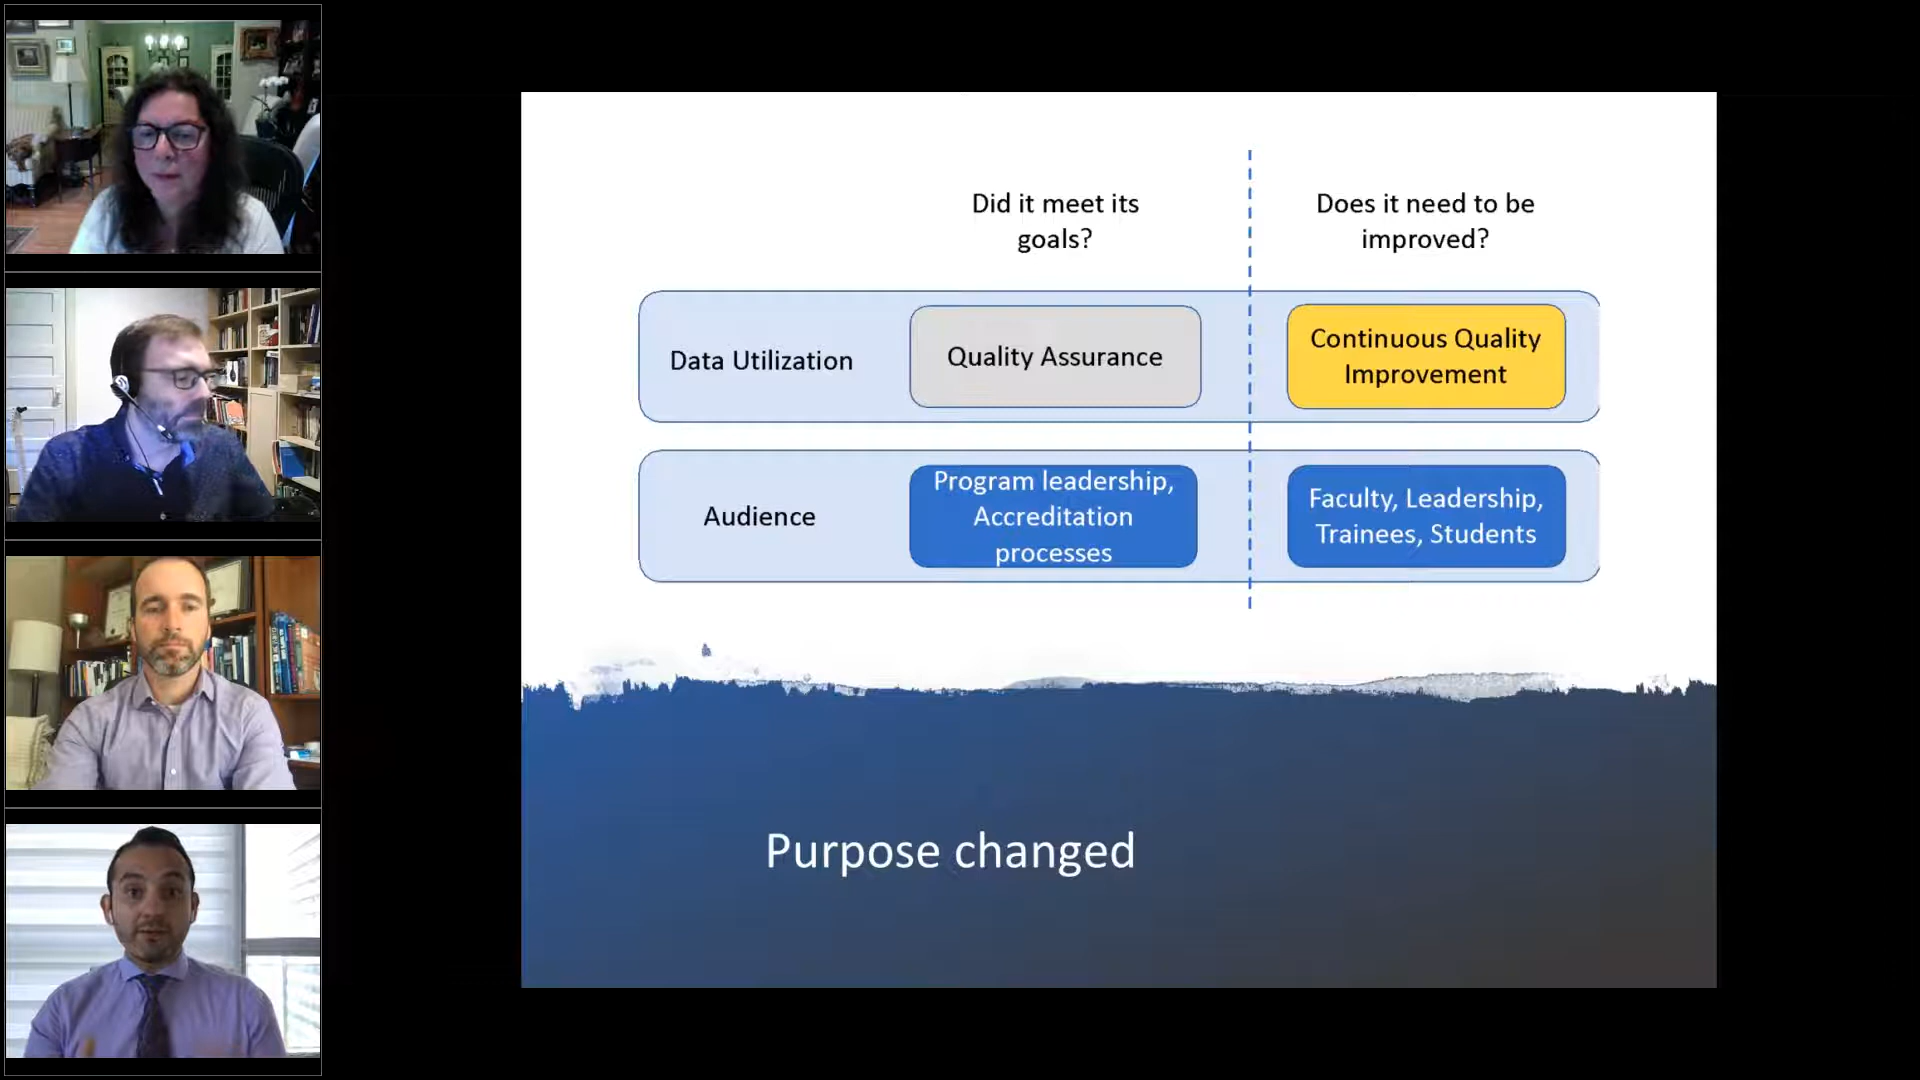 Did it meet its
goals?
Does it need to be
improved?
Data Utilization
Quality Assurance
Continuous Quality
Improvement
Audience
Program leadership,
Accreditation
processes
Faculty, Leadership,
Trainees, Students
Purpose changed